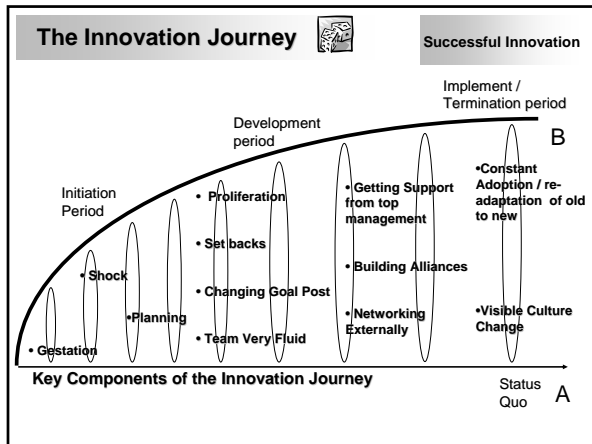 The Innovation Journey
Successful Innovation
Implement /
Termination period
Development
period
B
Initiation
Period
• Proliferation
• Getting Support
from top
management
•Constant
Adoption / re-
adaptation of old
to new
• Set backs
• Shock
• Building Alliances
• Changing Goal Post
•Planning
• Networking
Externally
•Visible Culture
Change
• Team Very Fluid
• Gestation
Key Components of the Innovation Journey
Status
Quo
A